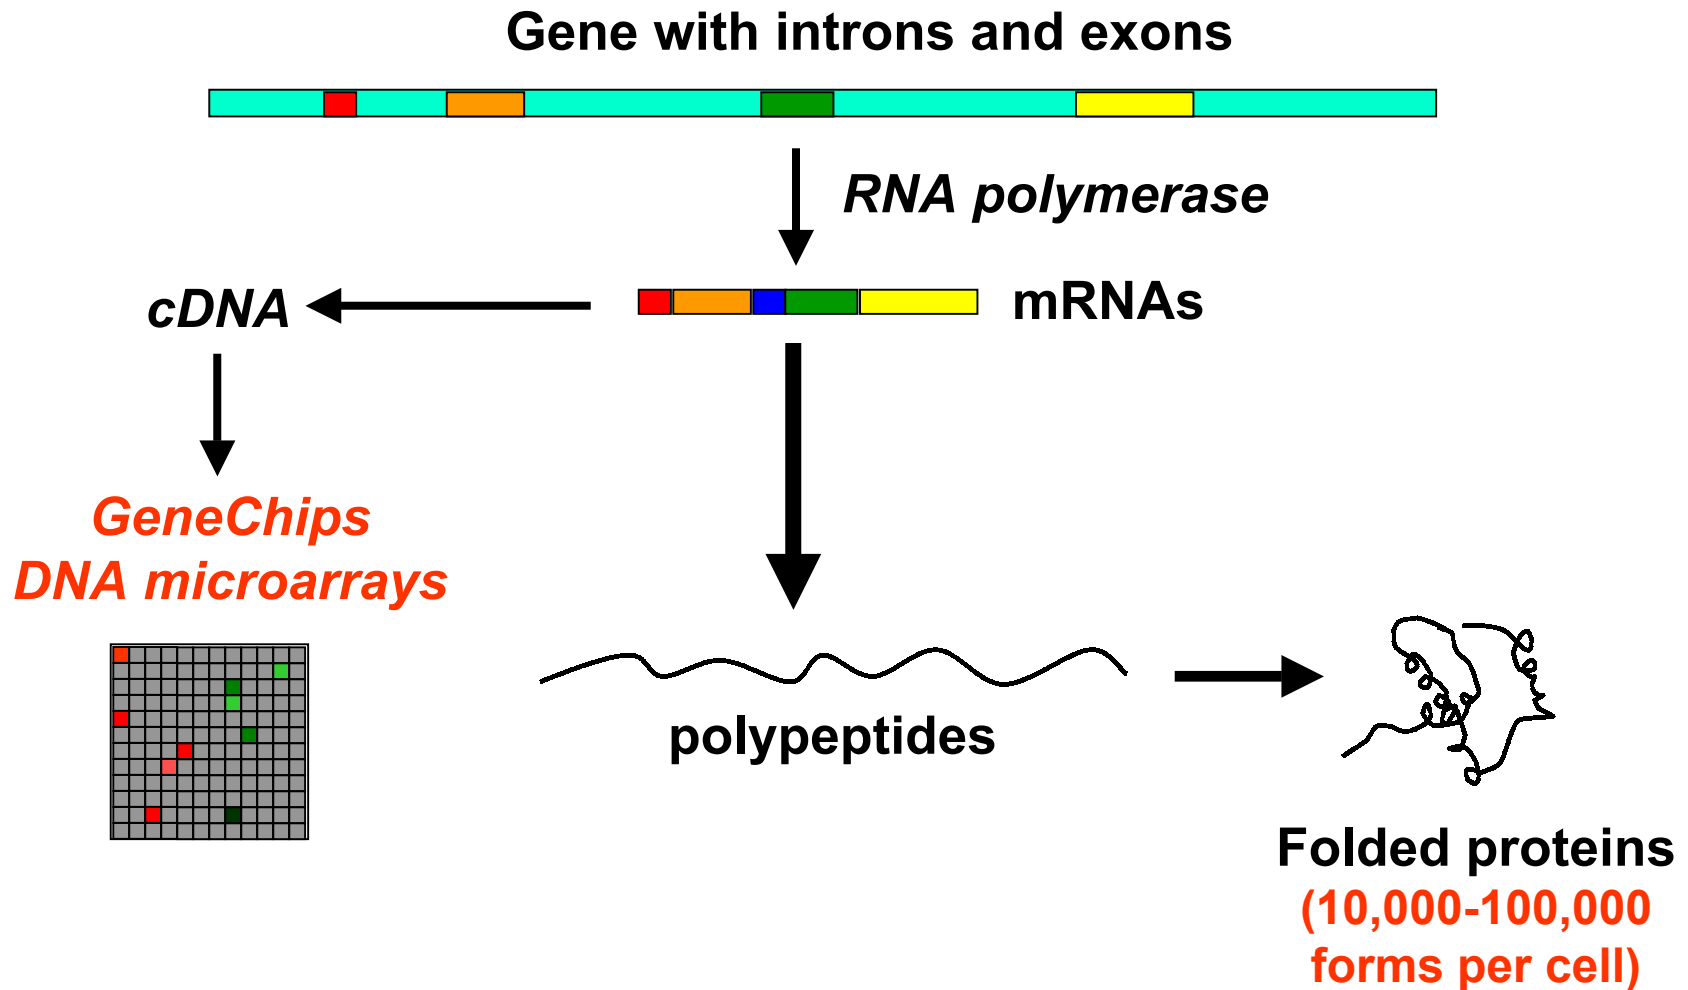 Gene with introns and exons
RNA polymerase
cDNA
mRNAs
GeneChips
DNA microarrays
polypeptides
Folded proteins
(10,000-100,000
forms per cell)